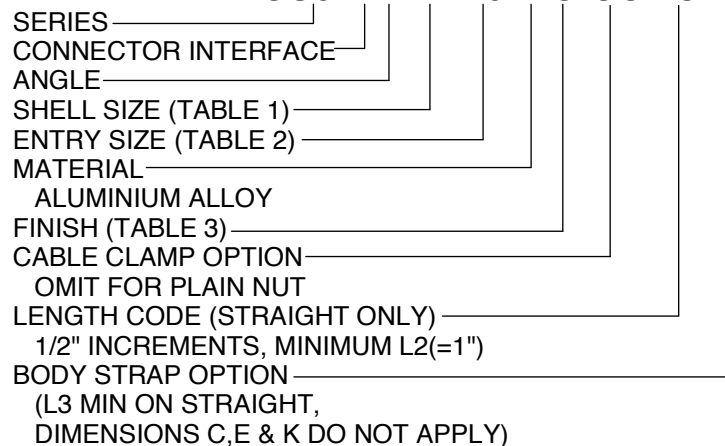 SERIES
CONNECTOR INTERFACE
ANGLE
SHELL SIZE (TABLE 1)
ENTRY SIZE (TABLE 2)
MATERIAL
ALUMINIUM ALLOY
FINISH (TABLE 3)
CABLE CLAMP OPTION
OMIT FOR PLAIN NUT
LENGTH CODE (STRAIGHT ONLY)
1/2" INCREMENTS, MINIMUM L2(=1")
BODY STRAP OPTION
(L3 MIN ON STRAIGHT,
DIMENSIONS C,E & K DO NOT APPLY)